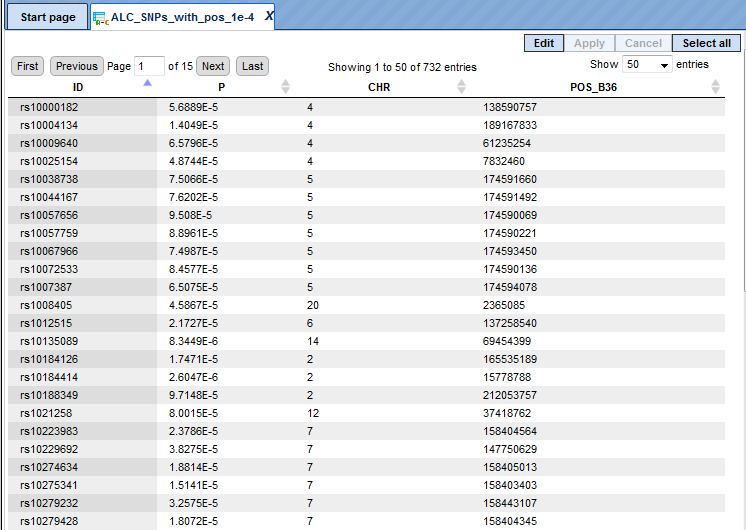 Start page ALC_SNPs_with_pos_1e-4 X
Edit Apply Cancel Select all
First Previous Page 1 of 15 Next Last Showing 1 to 50 of 732 entries Show 50 entries
ID P CHR POS_B36
rs10000182 5.6889E-5 4 138590757
rs10004134 1.4049E-5 4 189167833
rs10009640 6.5796E-5 4 61235254
rs10025154 4.8744E-5 4 7832460
rs10038738 7.5066E-5 5 174591660
rs10044167 7.6202E-5 5 174591492
rs10057656 9.508E-5 5 174590069
rs10057759 8.8961E-5 5 174590221
rs10067966 7.4987E-5 5 174593450
rs10072533 8.4577E-5 5 174590136
rs1007387 6.5075E-5 5 174594078
rs1008405 4.5867E-5 20 2365085
rs1012515 2.1727E-5 6 137258540
rs10135089 8.3449E-6 14 69454399
rs10184126 1.7471E-5 2 165535189
rs10184414 2.6047E-6 2 15778788
rs10188349 9.7148E-5 2 212053757
rs1021258 8.0015E-5 12 37418762
rs10223983 2.3786E-5 7 158404564
rs10229692 3.8275E-5 7 147750629
rs10274634 1.8814E-5 7 158405013
rs10275341 1.5141E-5 7 158403403
rs10279232 3.2575E-5 7 158443107
rs10279428 1.8072E-5 7 158404345